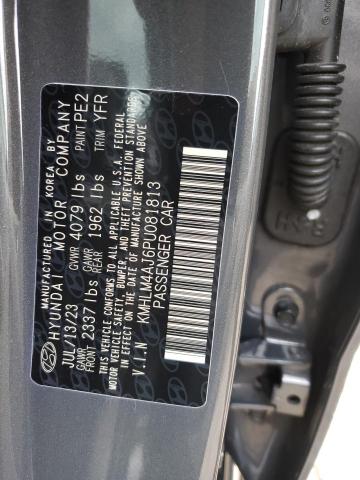 MANUFACTURED IN KOREA BY
HYUNDAI MOTOR COMPANY
JUL/13/23 GVWR 4079 lbs PAINT PE2
GAWR FRONT 2337 lbs GAWR REAR 1962 lbs TRIM YFR
THIS VEHICLE CONFORMS TO ALL APPLICABLE U.S.A. FEDERAL
MOTOR VEHICLE SAFETY, BUMPER, AND THEFT PREVENTION STANDARDS
IN EFFECT ON THE DATE OF MANUFACTURE SHOWN ABOVE
V.I.N KMHLM4AJ6PU081813
PASSENGER CAR